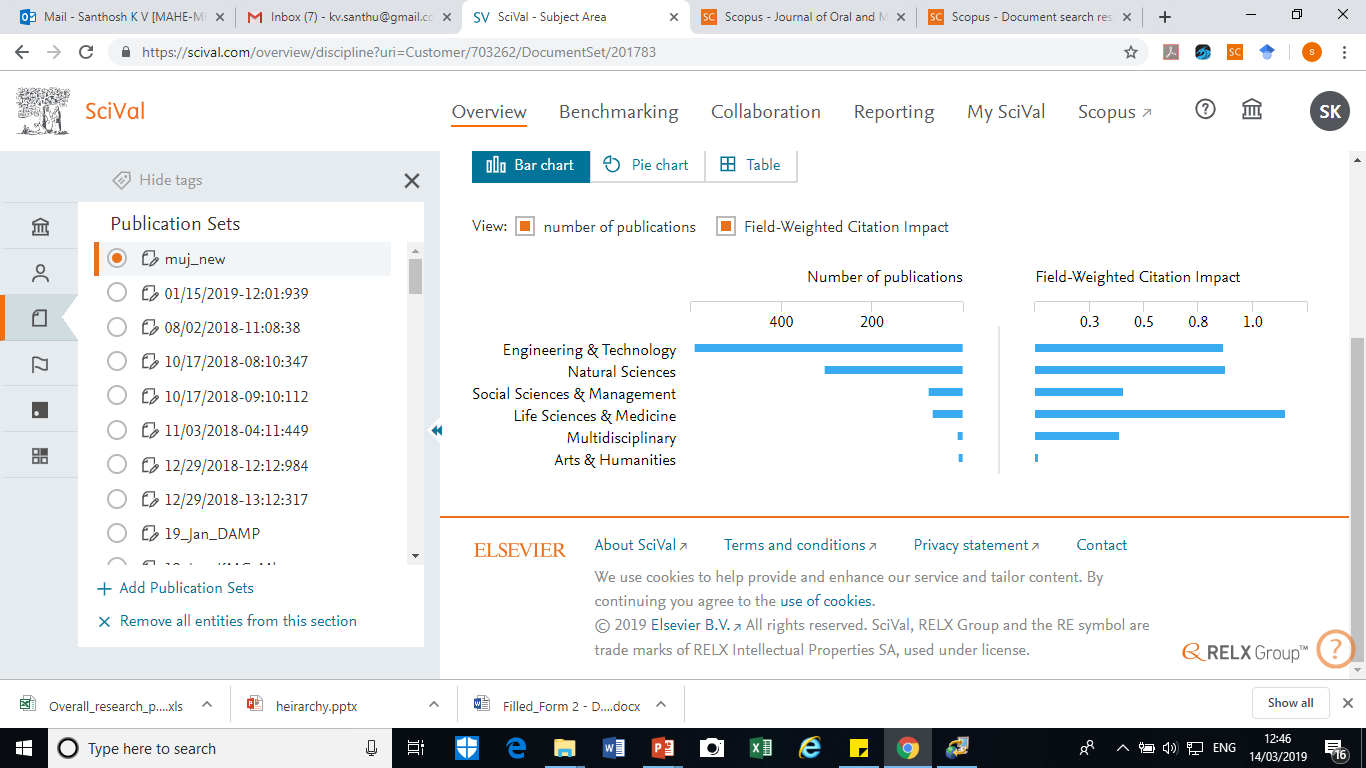 Mail - Santhosh K V [MAHE-MI
Inbox (7) - kv.santhu@gmail.co
SciVal - Subject Area
Scopus - Journal of Oral and M
Scopus - Document search res
https://scival.com/overview/discipline?uri=Customer/703262/DocumentSet/201783
SciVal
Overview
Benchmarking
Collaboration
Reporting
My SciVal
Scopus
SK
Hide tags
Publication Sets
muj_new
01/15/2019-12:01:939
08/02/2018-11:08:38
10/17/2018-08:10:347
10/17/2018-09:10:112
11/03/2018-04:11:449
12/29/2018-12:12:984
12/29/2018-13:12:317
19_Jan_DAMP
+ Add Publication Sets
× Remove all entities from this section
Bar chart
Pie chart
Table
View: number of publications Field-Weighted Citation Impact
Number of publications
Field-Weighted Citation Impact
400 200
0.3 0.5 0.8 1.0
Engineering & Technology
Natural Sciences
Social Sciences & Management
Life Sciences & Medicine
Multidisciplinary
Arts & Humanities
ELSEVIER
About SciVal
Terms and conditions
Privacy statement
Contact
We use cookies to help provide and enhance our service and tailor content. By
continuing you agree to the use of cookies.
© 2019 Elsevier B.V. All rights reserved. SciVal, RELX Group and the RE symbol are
trade marks of RELX Intellectual Properties SA, used under license.
RELX Group™
?
Overall_research_p....xls
heirarchy.pptx
Filled_Form 2 - D....docx
Show all
Type here to search
ENG
12:46
14/03/2019
16